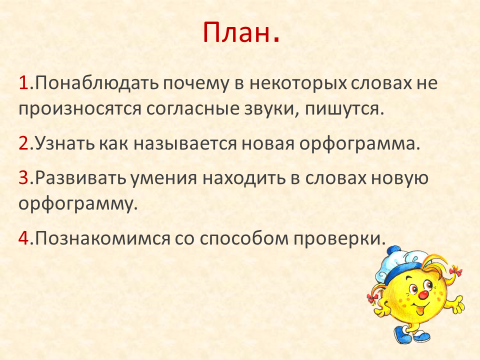 План.
1.Понаблюдать почему в некоторых словах не
произносятся согласные звуки, пишутся.
2.Узнать как называется новая орфограмма.
3.Развивать умения находить в словах новую
орфограмму.
4.Познакомимся со способом проверки.